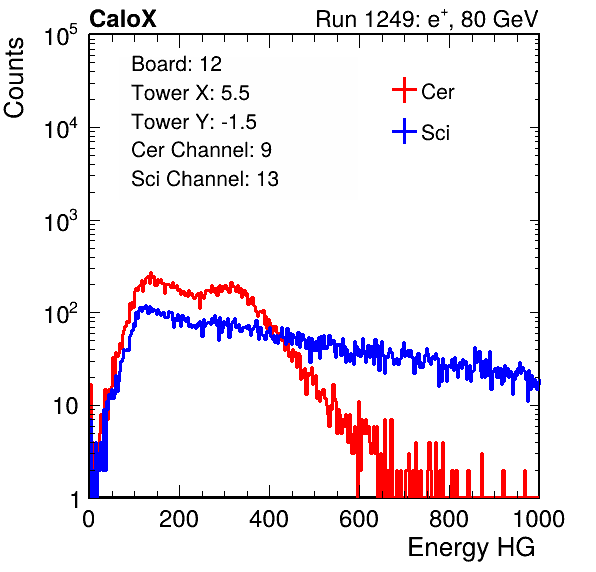 CaloX Run 1249: e⁺, 80 GeV
Counts
10⁵
10⁴
10³
10²
10
1
Board: 12
Tower X: 5.5
Tower Y: -1.5
Cer Channel: 9
Sci Channel: 13
Cer
Sci
0 200 400 600 800 1000
Energy HG